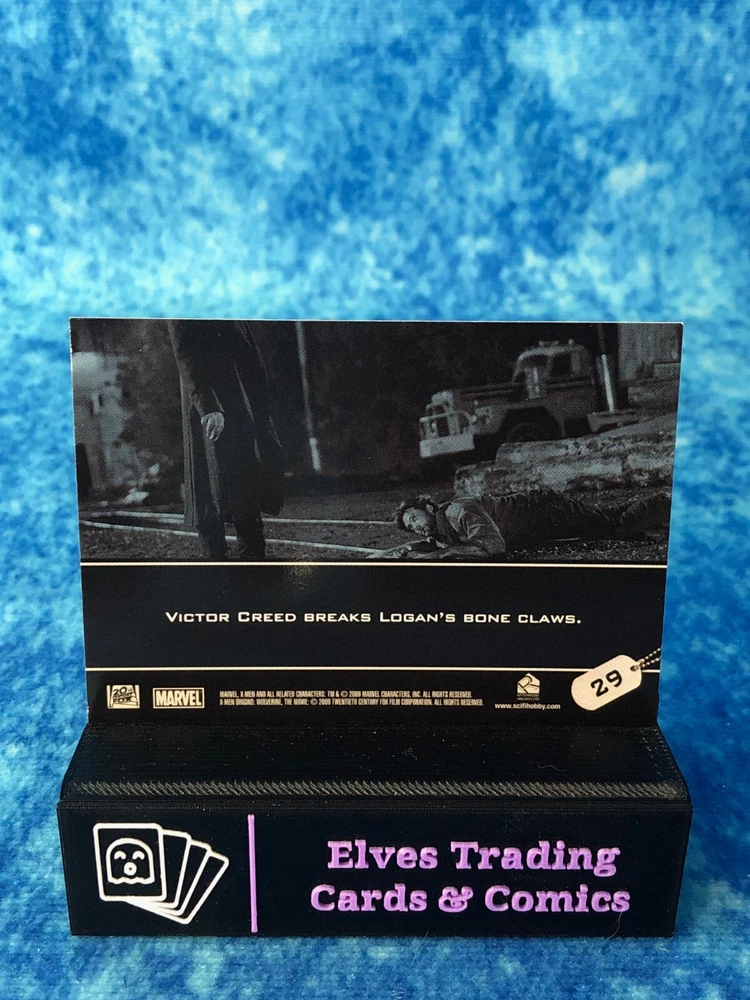 Victor Creed breaks Logan's bone claws.
20th
Century
Fox
MARVEL
MARVEL, X-MEN AND ALL RELATED CHARACTERS: TM & © 2009 MARVEL CHARACTERS, INC. ALL RIGHTS RESERVED.
X-MEN ORIGINS: WOLVERINE, THE MOVIE: © 2009 TWENTIETH CENTURY FOX FILM CORPORATION. ALL RIGHTS RESERVED.
www.scifihobby.com
29
Elves Trading
Cards & Comics